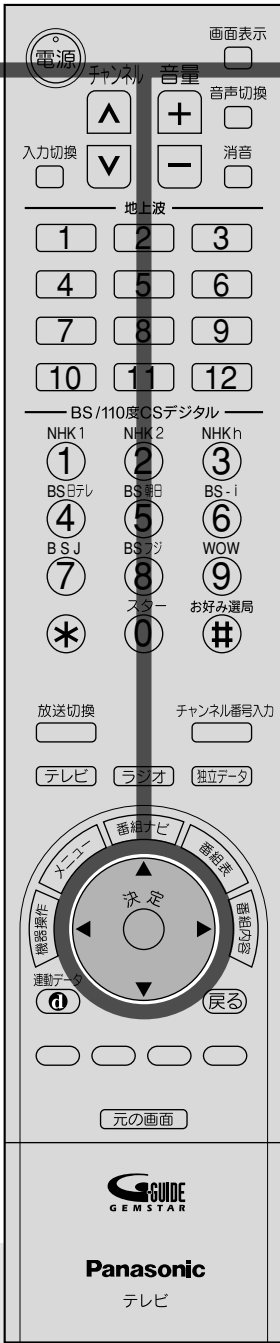 画面表示
電源
チャンネル 音量
音声切換
入力切換
消音
地上波
1 2 3
4 5 6
7 8 9
10 11 12
BS/110度CSデジタル
NHK1 NHK2 NHKh
1 2 3
BS日テレ BS朝日 BS-i
4 5 6
BSJ BSフジ WOW
7 8 9
スター お好み選局
* 0 #
放送切換 チャンネル番号入力
テレビ ラジオ 独立データ
機器操作 メニュー 番組ナビ 番組表 番組内容
決定
連動データ
d
戻る
元の画面
G-GUIDE
GEMSTAR
Panasonic
テレビ